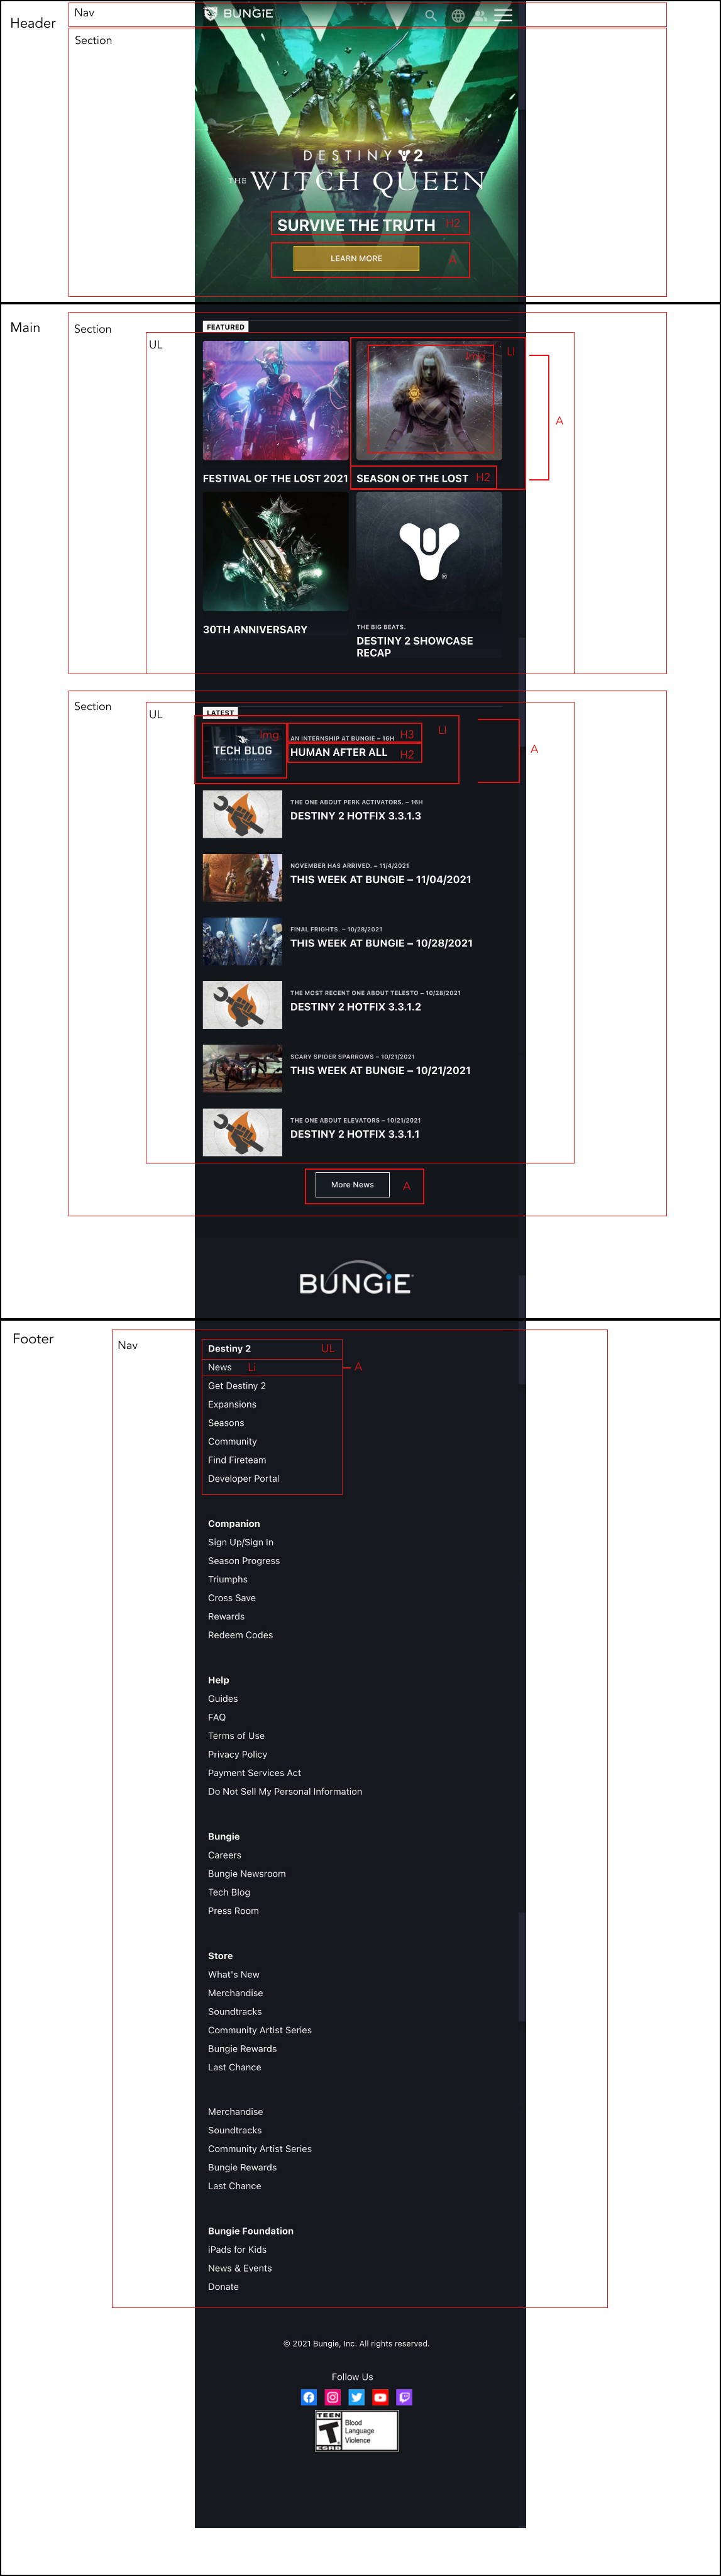 Header
Nav
BUNGiE
Section
DESTINY 2
THE WITCH QUEEN
SURVIVE THE TRUTH H2
LEARN MORE A
Main
Section
FEATURED
UL
Img LI
A
FESTIVAL OF THE LOST 2021
SEASON OF THE LOST H2
30TH ANNIVERSARY
THE BIG BEATS.
DESTINY 2 SHOWCASE
RECAP
Section
UL
LATEST
Img
TECH BLOG
AN INTERNSHIP AT BUNGIE – 16H H3
HUMAN AFTER ALL H2
LI
A
THE ONE ABOUT PERK ACTIVATORS. – 16H
DESTINY 2 HOTFIX 3.3.1.3
NOVEMBER HAS ARRIVED. – 11/4/2021
THIS WEEK AT BUNGIE – 11/04/2021
FINAL FRIGHTS. – 10/28/2021
THIS WEEK AT BUNGIE – 10/28/2021
THE MOST RECENT ONE ABOUT TELESTO – 10/28/2021
DESTINY 2 HOTFIX 3.3.1.2
SCARY SPIDER SPARROWS – 10/21/2021
THIS WEEK AT BUNGIE – 10/21/2021
THE ONE ABOUT ELEVATORS – 10/21/2021
DESTINY 2 HOTFIX 3.3.1.1
More News A
BUNGiE
Footer
Nav
Destiny 2 UL
News Li A
Get Destiny 2
Expansions
Seasons
Community
Find Fireteam
Developer Portal
Companion
Sign Up/Sign In
Season Progress
Triumphs
Cross Save
Rewards
Redeem Codes
Help
Guides
FAQ
Terms of Use
Privacy Policy
Payment Services Act
Do Not Sell My Personal Information
Bungie
Careers
Bungie Newsroom
Tech Blog
Press Room
Store
What's New
Merchandise
Soundtracks
Community Artist Series
Bungie Rewards
Last Chance
Merchandise
Soundtracks
Community Artist Series
Bungie Rewards
Last Chance
Bungie Foundation
iPads for Kids
News & Events
Donate
© 2021 Bungie, Inc. All rights reserved.
Follow Us
TEEN
T
ESRB
Blood
Language
Violence